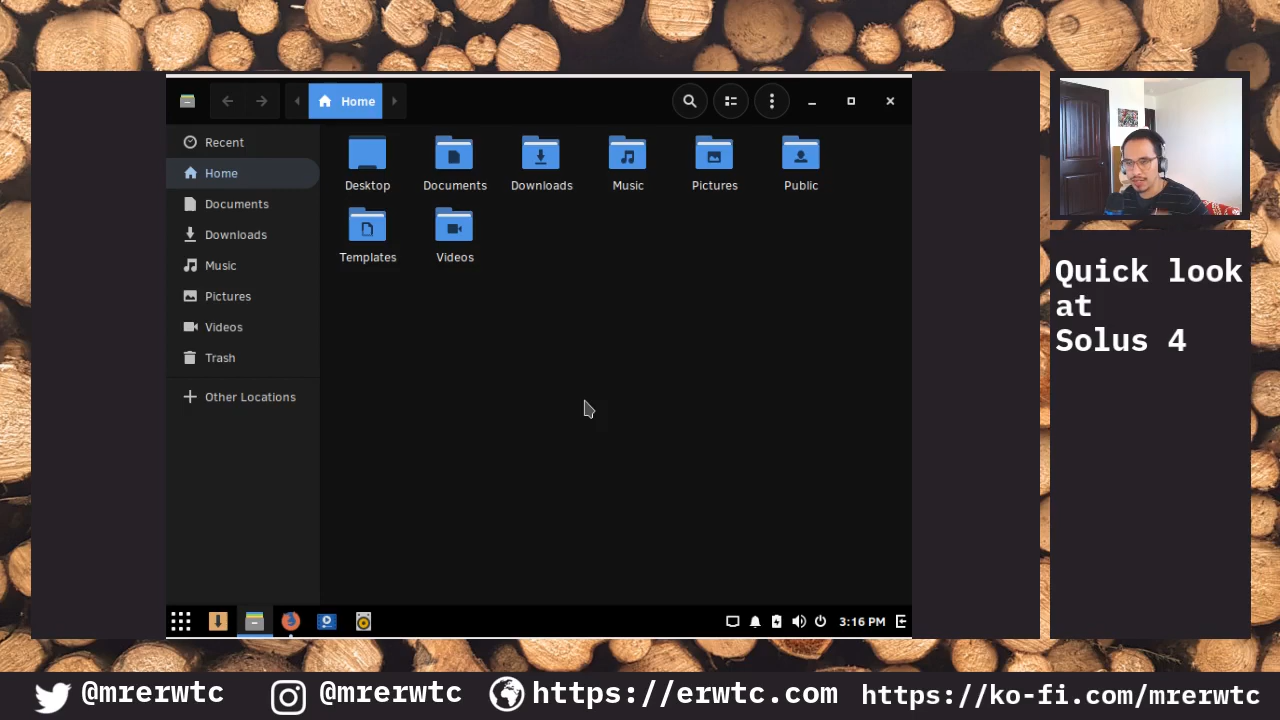 Home
Recent
Home
Documents
Downloads
Music
Pictures
Videos
Trash
Other Locations
Desktop
Documents
Downloads
Music
Pictures
Public
Templates
Videos
3:16 PM
Quick look
at
Solus 4
@mrerwtc
@mrerwtc
https://erwtc.com
https://ko-fi.com/mrerwtc